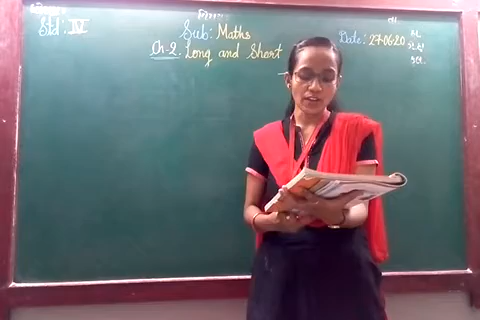 Std: IV
Sub: Maths
Date: 27-06-20
Ch-2. Long and Short